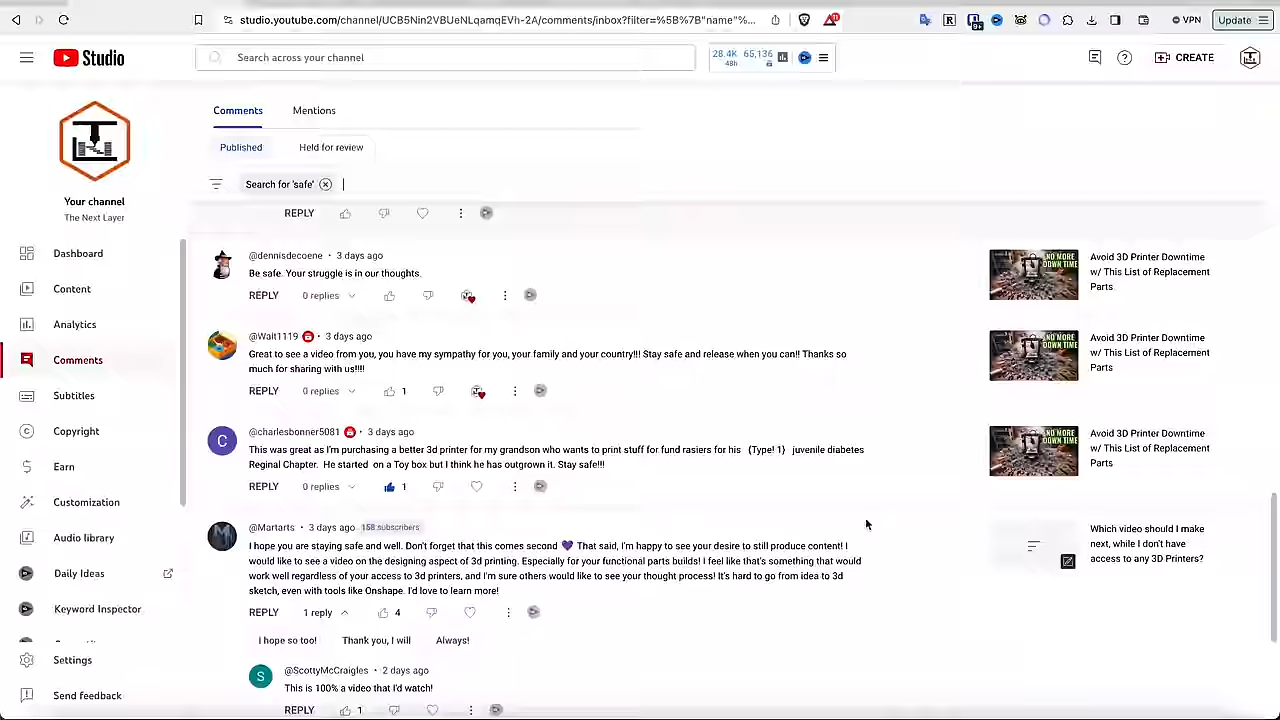 studio.youtube.com/channel/UCB5Nin2VBUeNLqamqEVh-2A/comments/inbox?filter=%5B%7B"name"%...
11
9+
VPN
Update
Studio
Search across your channel
28.4K 65,136
48h
CREATE
Your channel
The Next Layer
Dashboard
Content
Analytics
Comments
Subtitles
Copyright
Earn
Customization
Audio library
Daily Ideas
Keyword Inspector
Settings
Send feedback
Comments Mentions
Published Held for review
Search for 'safe'
REPLY
@dennisdecoene • 3 days ago
Be safe. Your struggle is in our thoughts.
REPLY 0 replies
Avoid 3D Printer Downtime
w/ This List of Replacement
Parts.
NO MORE
DOWN TIME
@Wait1119 • 3 days ago
Great to see a video from you, you have my sympathy for you, your family and your country!!! Stay safe and release when you can!! Thanks so
much for sharing with us!!!!
REPLY 0 replies 1
Avoid 3D Printer Downtime
w/ This List of Replacement
Parts
NO MORE
DOWN TIME
C
@charlesbonner5081 • 3 days ago
This was great as I'm purchasing a better 3d printer for my grandson who wants to print stuff for fund rasiers for his (Type! 1) juvenile diabetes
Reginal Chapter. He started on a Toy box but I think he has outgrown it. Stay safe!!!
REPLY 0 replies 1
Avoid 3D Printer Downtime
w/ This List of Replacement
Parts
NO MORE
DOWN TIME
@Martarts • 3 days ago 158 subscribers
I hope you are staying safe and well. Don't forget that this comes second 💜 That said, I'm happy to see your desire to still produce content! I
would like to see a video on the designing aspect of 3d printing. Especially for your functional parts builds! I feel like that's something that would
work well regardless of your access to 3d printers, and I'm sure others would like to see your thought process! It's hard to go from idea to 3d
sketch, even with tools like Onshape. I'd love to learn more!
REPLY 1 reply 4
Which video should I make
next, while I don't have
access to any 3D Printers?
i hope so too! Thank you, I will Always!
S
@ScottyMcCraigles • 2 days ago
This is 100% a video that I'd watch!
REPLY 1